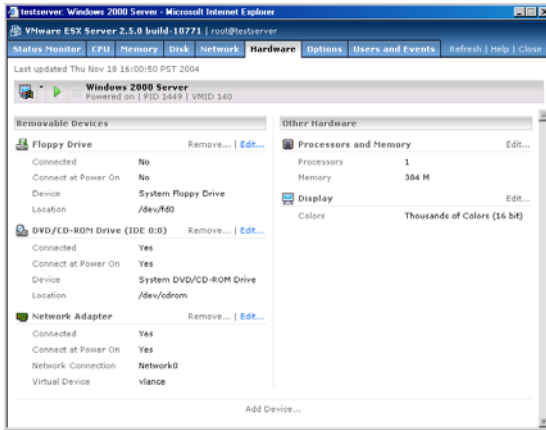 testserver: Windows 2000 Server - Microsoft Internet Explorer
VMware ESX Server 2.5.0 build-10771 | root@testserver
Status Monitor CPU Memory Disk Network Hardware Options Users and Events Refresh | Help | Close
Last updated Thu Nov 18 16:00:50 PST 2004
Windows 2000 Server
Powered on | PID 1449 | VMID 140
Removable Devices
Floppy Drive Remove... | Edit...
Connected No
Connect at Power On No
Device System Floppy Drive
Location /dev/fd0
DVD/CD-ROM Drive (IDE 0:0) Remove... | Edit...
Connected Yes
Connect at Power On Yes
Device System DVD/CD-ROM Drive
Location /dev/cdrom
Network Adapter Remove... | Edit...
Connected Yes
Connect at Power On Yes
Network Connection Network0
Virtual Device vlance
Other Hardware
Processors and Memory Edit...
Processors 1
Memory 384 M
Display Edit...
Colors Thousands of Colors (16 bit)
Add Device...